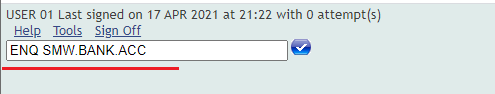 USER 01 Last signed on 17 APR 2021 at 21:22 with 0 attempt(s)
Help Tools Sign Off
ENQ SMW.BANK.ACC